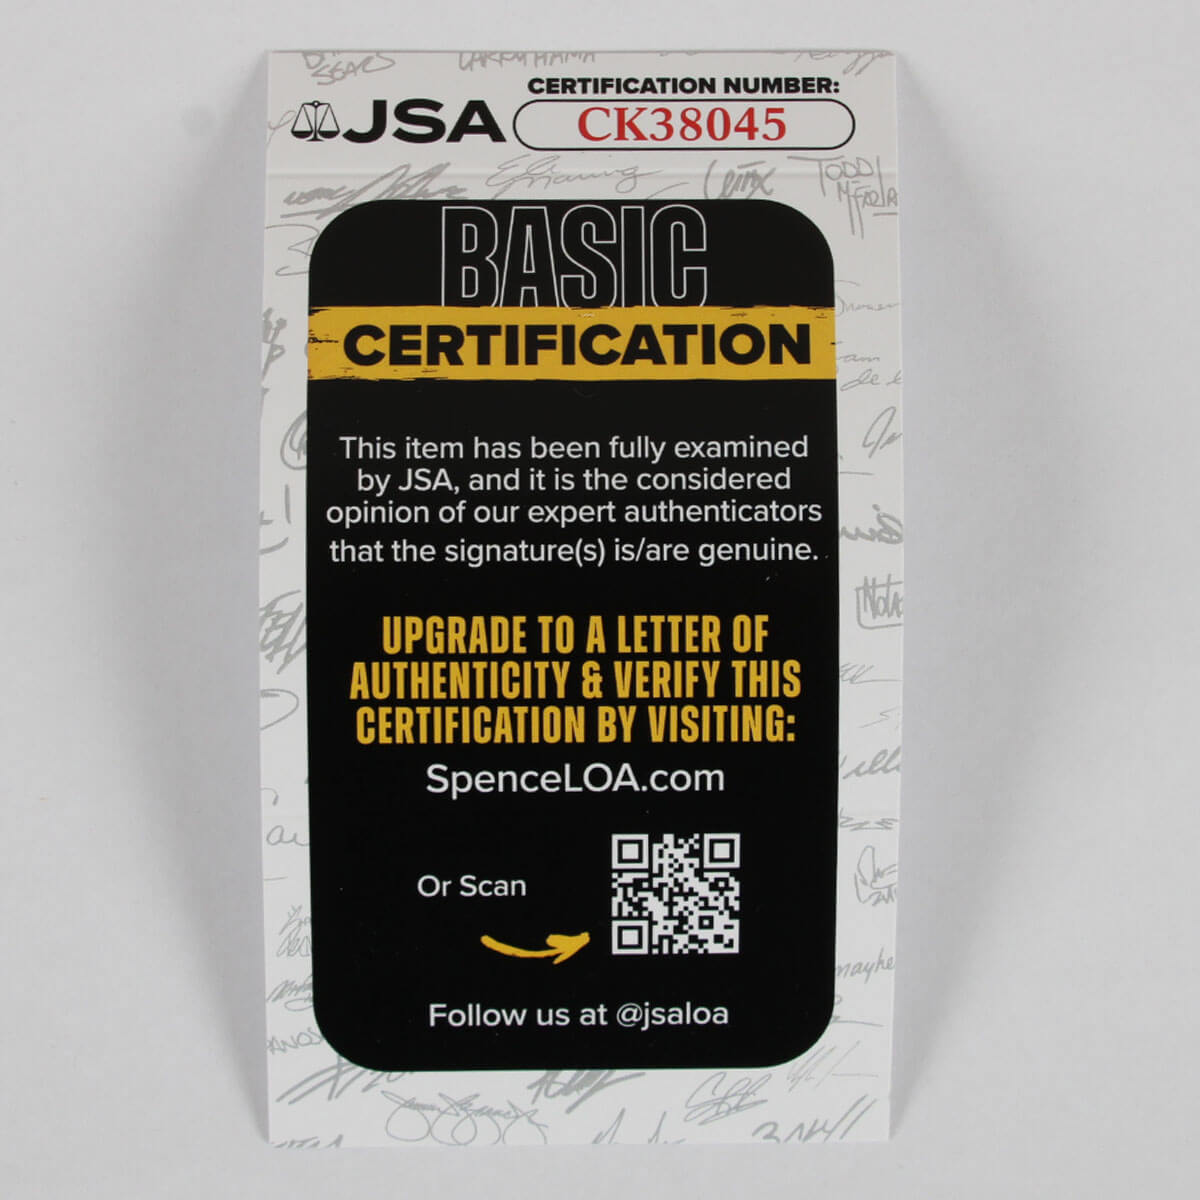 CERTIFICATION NUMBER:
JSA CK38045
BASIC
CERTIFICATION
This item has been fully examined
by JSA, and it is the considered
opinion of our expert authenticators
that the signature(s) is/are genuine.
UPGRADE TO A LETTER OF
AUTHENTICITY & VERIFY THIS
CERTIFICATION BY VISITING:
SpenceLOA.com
Or Scan
Follow us at @jsaloa